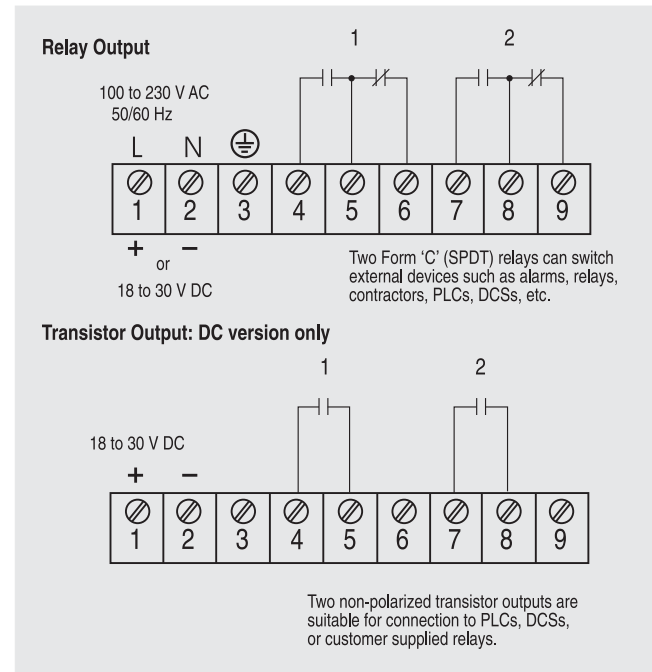 1 2
Relay Output
100 to 230 V AC
50/60 Hz
L N
1 2 3 4 5 6 7 8 9
+ or −
18 to 30 V DC
Two Form ‘C’ (SPDT) relays can switch
external devices such as alarms, relays,
contractors, PLCs, DCSs, etc.
Transistor Output: DC version only
1 2
18 to 30 V DC
+ −
1 2 3 4 5 6 7 8 9
Two non-polarized transistor outputs are
suitable for connection to PLCs, DCSs,
or customer supplied relays.